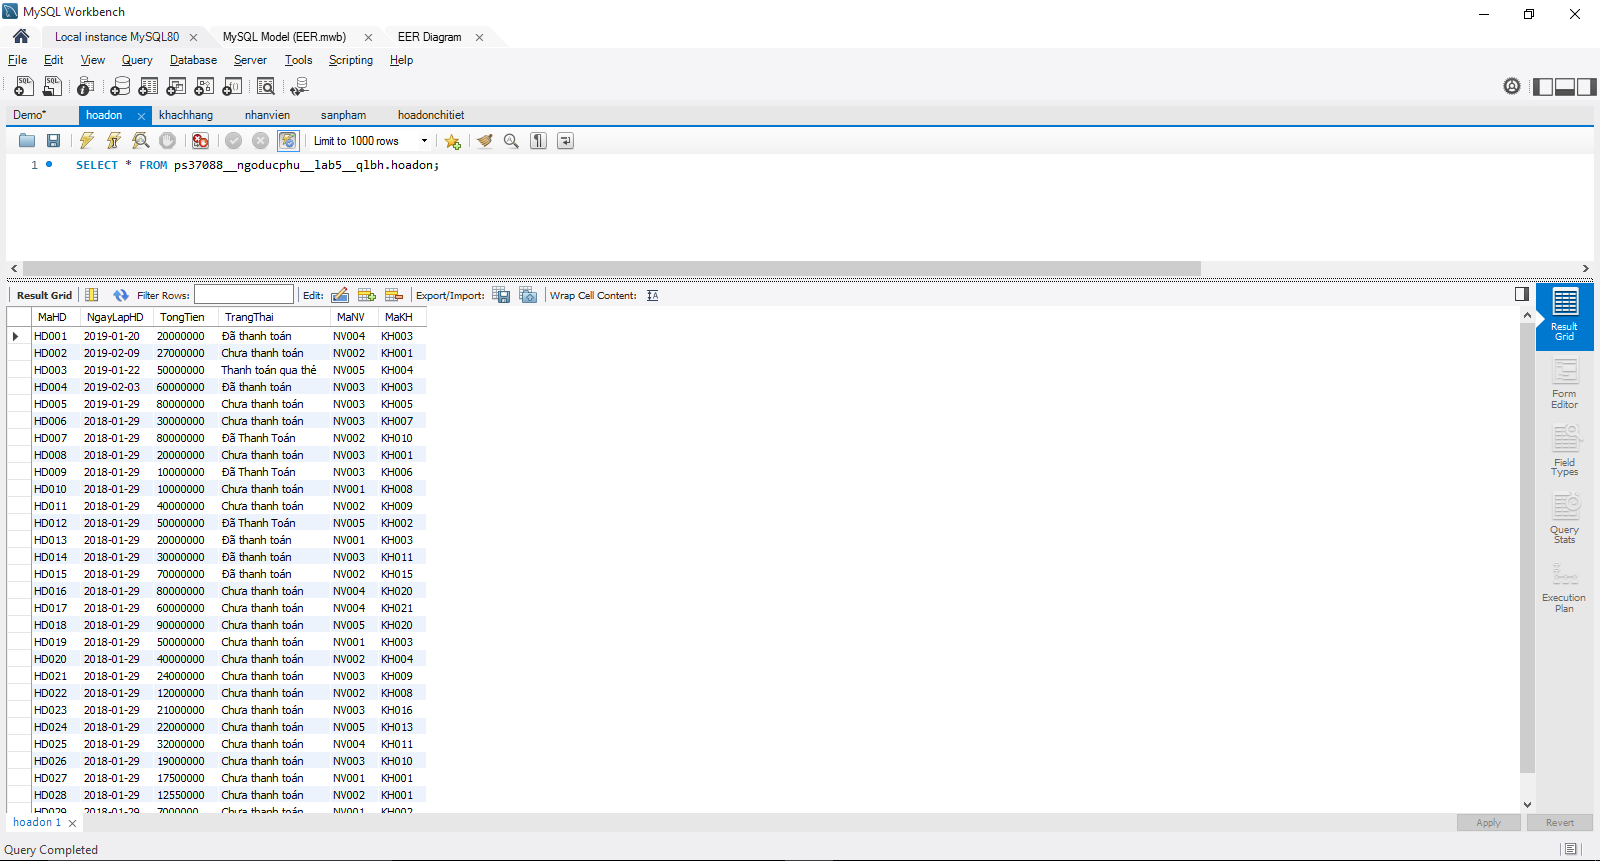 MySQL Workbench
Local instance MySQL80 MySQL Model (EER.mwb) EER Diagram
File Edit View Query Database Server Tools Scripting Help
Demo* hoadon khachhang nhanvien sanpham hoadonchitiet
Limit to 1000 rows
1 SELECT * FROM ps37088__ngoducphu__lab5__qlbh.hoadon;
Result Grid Filter Rows: Edit: Export/Import: Wrap Cell Content:
MaHD NgayLapHD TongTien TrangThai MaNV MaKH
HD001 2019-01-20 20000000 Đã thanh toán NV004 KH003
HD002 2019-02-09 27000000 Chưa thanh toán NV002 KH001
HD003 2019-01-22 50000000 Thanh toán qua thẻ NV005 KH004
HD004 2019-02-03 60000000 Đã thanh toán NV003 KH003
HD005 2019-01-29 80000000 Chưa thanh toán NV003 KH005
HD006 2018-01-29 30000000 Chưa thanh toán NV003 KH007
HD007 2018-01-29 80000000 Đã Thanh Toán NV002 KH010
HD008 2018-01-29 20000000 Chưa thanh toán NV003 KH001
HD009 2018-01-29 10000000 Đã Thanh Toán NV003 KH006
HD010 2018-01-29 10000000 Chưa thanh toán NV001 KH008
HD011 2018-01-29 40000000 Chưa thanh toán NV002 KH009
HD012 2018-01-29 50000000 Đã Thanh Toán NV005 KH002
HD013 2018-01-29 20000000 Đã thanh toán NV001 KH003
HD014 2018-01-29 30000000 Đã thanh toán NV003 KH011
HD015 2018-01-29 70000000 Đã thanh toán NV002 KH015
HD016 2018-01-29 80000000 Chưa thanh toán NV004 KH020
HD017 2018-01-29 60000000 Chưa thanh toán NV004 KH021
HD018 2018-01-29 90000000 Chưa thanh toán NV005 KH020
HD019 2018-01-29 50000000 Chưa thanh toán NV001 KH003
HD020 2018-01-29 40000000 Chưa thanh toán NV002 KH004
HD021 2018-01-29 24000000 Chưa thanh toán NV003 KH009
HD022 2018-01-29 12000000 Chưa thanh toán NV002 KH008
HD023 2018-01-29 21000000 Chưa thanh toán NV003 KH016
HD024 2018-01-29 22000000 Chưa thanh toán NV005 KH013
HD025 2018-01-29 32000000 Chưa thanh toán NV004 KH011
HD026 2018-01-29 19000000 Chưa thanh toán NV003 KH010
HD027 2018-01-29 17500000 Chưa thanh toán NV001 KH001
HD028 2018-01-29 12550000 Chưa thanh toán NV002 KH001
HD029 2018-01-29 7000000 Chưa thanh toán NV001 KH002
Result
Grid
Form
Editor
Field
Types
Query
Stats
Execution
Plan
hoadon 1
Apply Revert
Query Completed